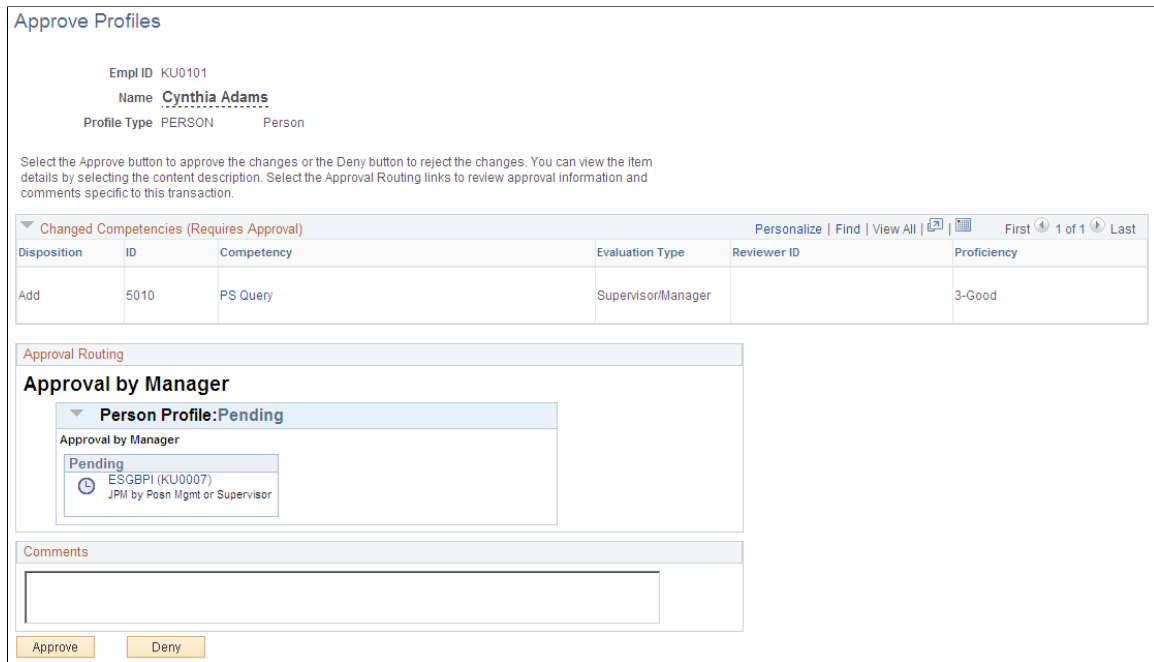 Approve Profiles
Empl ID KU0101
Name Cynthia Adams
Profile Type PERSON Person
Select the Approve button to approve the changes or the Deny button to reject the changes. You can view the item
details by selecting the content description. Select the Approval Routing links to review approval information and
comments specific to this transaction.
Changed Competencies (Requires Approval) Personalize | Find | View All | | First 1 of 1 Last
Disposition ID Competency Evaluation Type Reviewer ID Proficiency
Add 5010 PS Query Supervisor/Manager 3-Good
Approval Routing
Approval by Manager
Person Profile:Pending
Approval by Manager
Pending
ESGBPI (KU0007)
JPM by Posn Mgmt or Supervisor
Comments
Approve Deny